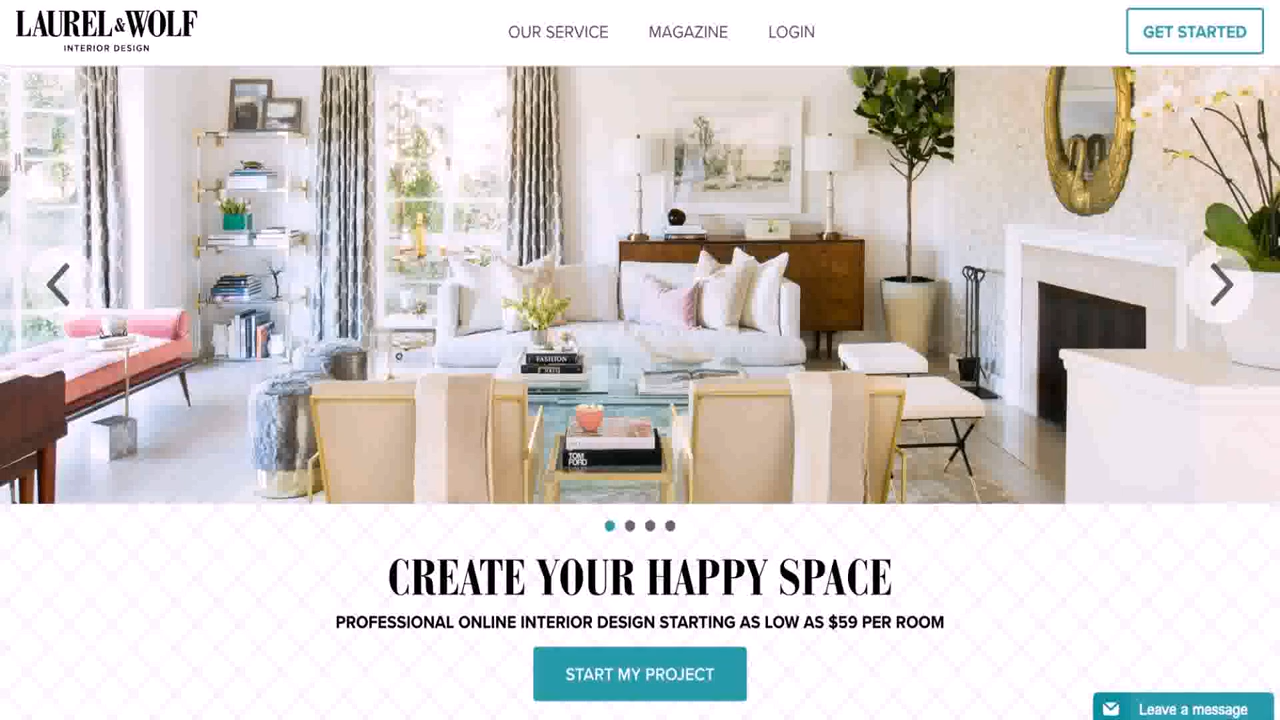 LAUREL & WOLF
INTERIOR DESIGN
OUR SERVICE
MAGAZINE
LOGIN
GET STARTED
FASHION
TOM
FORD
CREATE YOUR HAPPY SPACE
PROFESSIONAL ONLINE INTERIOR DESIGN STARTING AS LOW AS $59 PER ROOM
START MY PROJECT
Leave a message